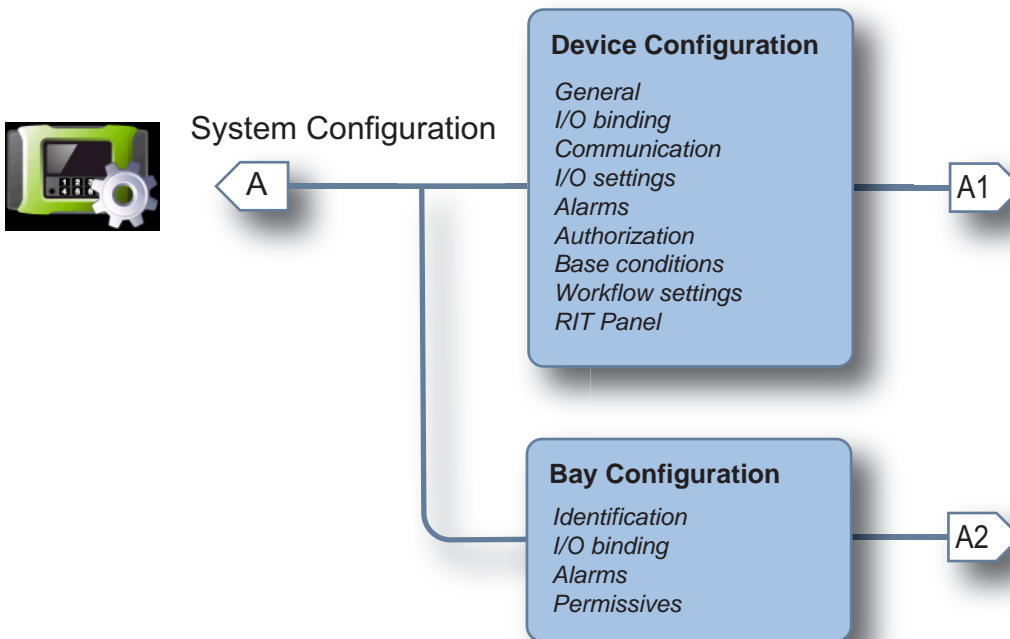 System Configuration
A
Device Configuration
General
I/O binding
Communication
I/O settings
Alarms
Authorization
Base conditions
Workflow settings
RIT Panel
A1
Bay Configuration
Identification
I/O binding
Alarms
Permissives
A2